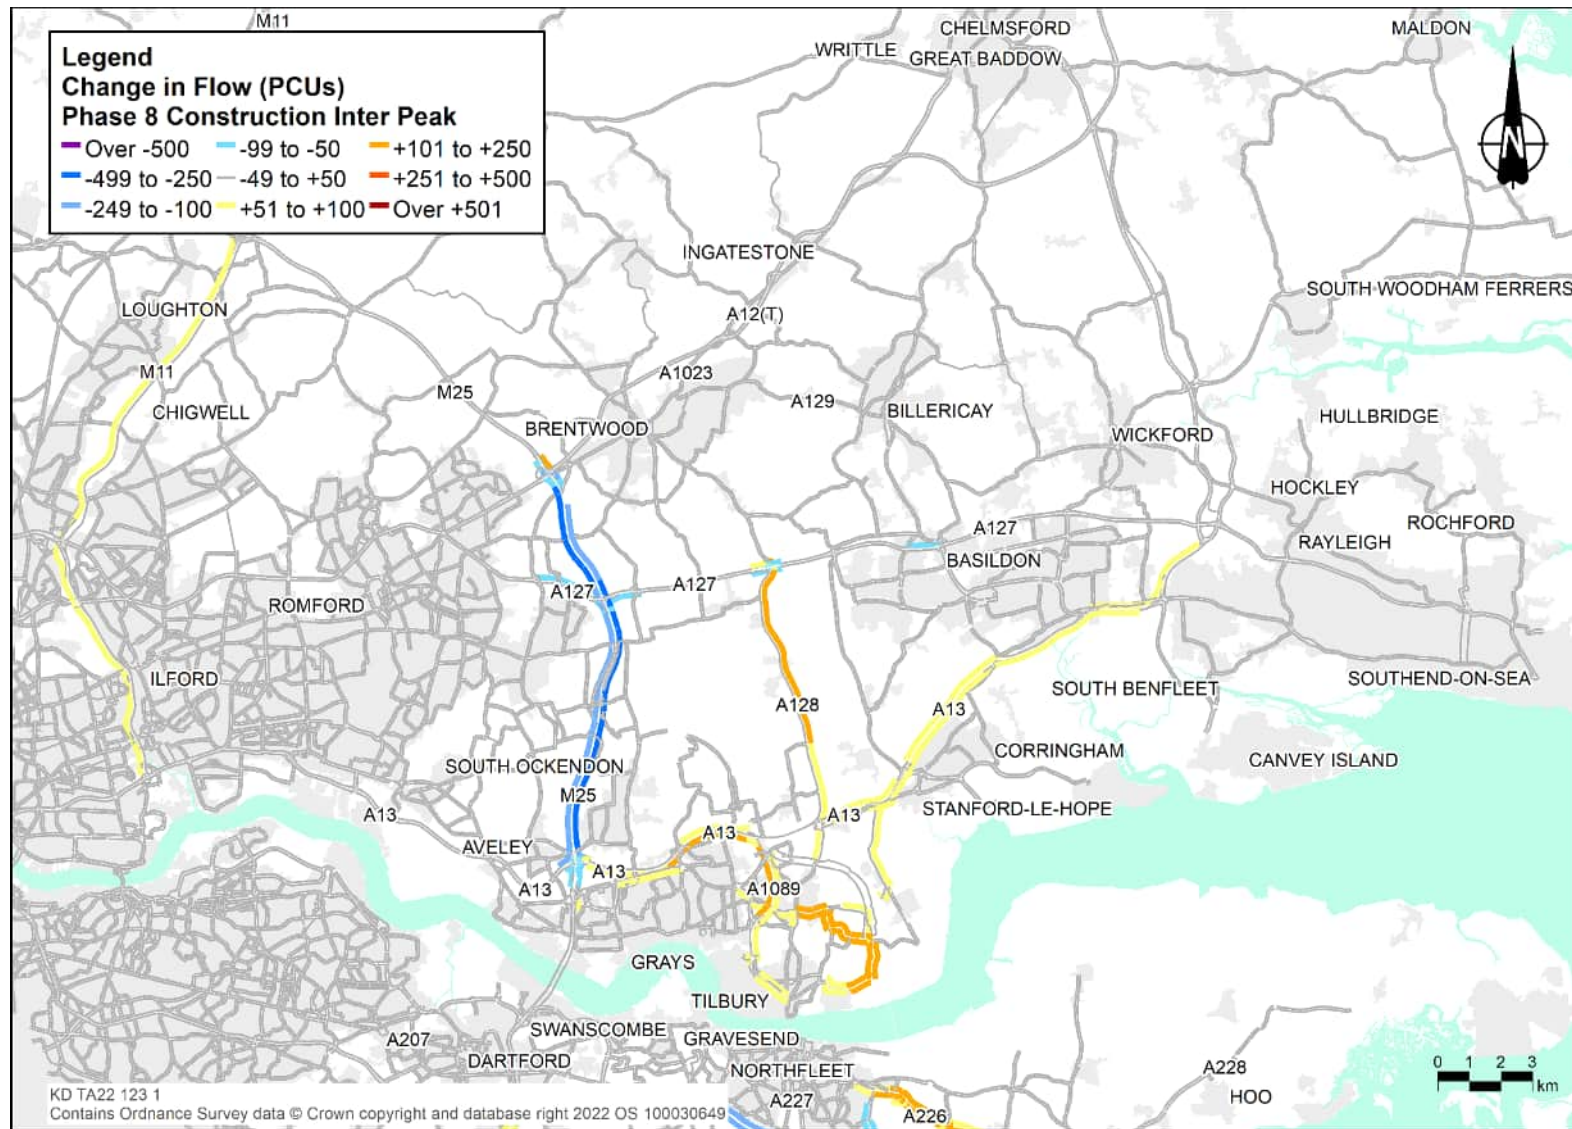 M11
CHELMSFORD
MALDON
WRITTLE
GREAT BADDOW
Legend
Change in Flow (PCUs)
Phase 8 Construction Inter Peak
Over -500 -99 to -50 +101 to +250
-499 to -250 -49 to +50 +251 to +500
-249 to -100 +51 to +100 Over +501
N
INGATESTONE
SOUTH WOODHAM FERRERS
LOUGHTON
A12(T)
M11
A1023
M25
A129
CHIGWELL
BILLERICAY
HULLBRIDGE
BRENTWOOD
WICKFORD
HOCKLEY
A127
ROCHFORD
RAYLEIGH
BASILDON
A127
A127
ROMFORD
ILFORD
SOUTHEND-ON-SEA
SOUTH BENFLEET
A128
A13
CORRINGHAM
CANVEY ISLAND
SOUTH OCKENDON
M25
STANFORD-LE-HOPE
A13
A13
A13
AVELEY
A13
A13
A1089
GRAYS
TILBURY
SWANSCOMBE
GRAVESEND
A207
DARTFORD
NORTHFLEET
A228
HOO
A227
A226
0 1 2 3
km
KD TA22 123 1
Contains Ordnance Survey data © Crown copyright and database right 2022 OS 100030649